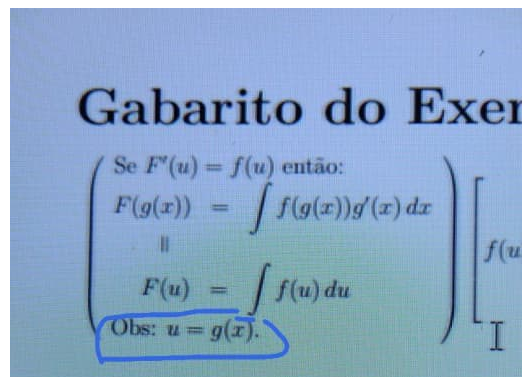 Gabarito do Exer
Se F'(u) = f(u) então:
F(g(x)) = ∫ f(g(x))g'(x) dx
||
F(u) = ∫ f(u) du
Obs: u = g(x).
f(u